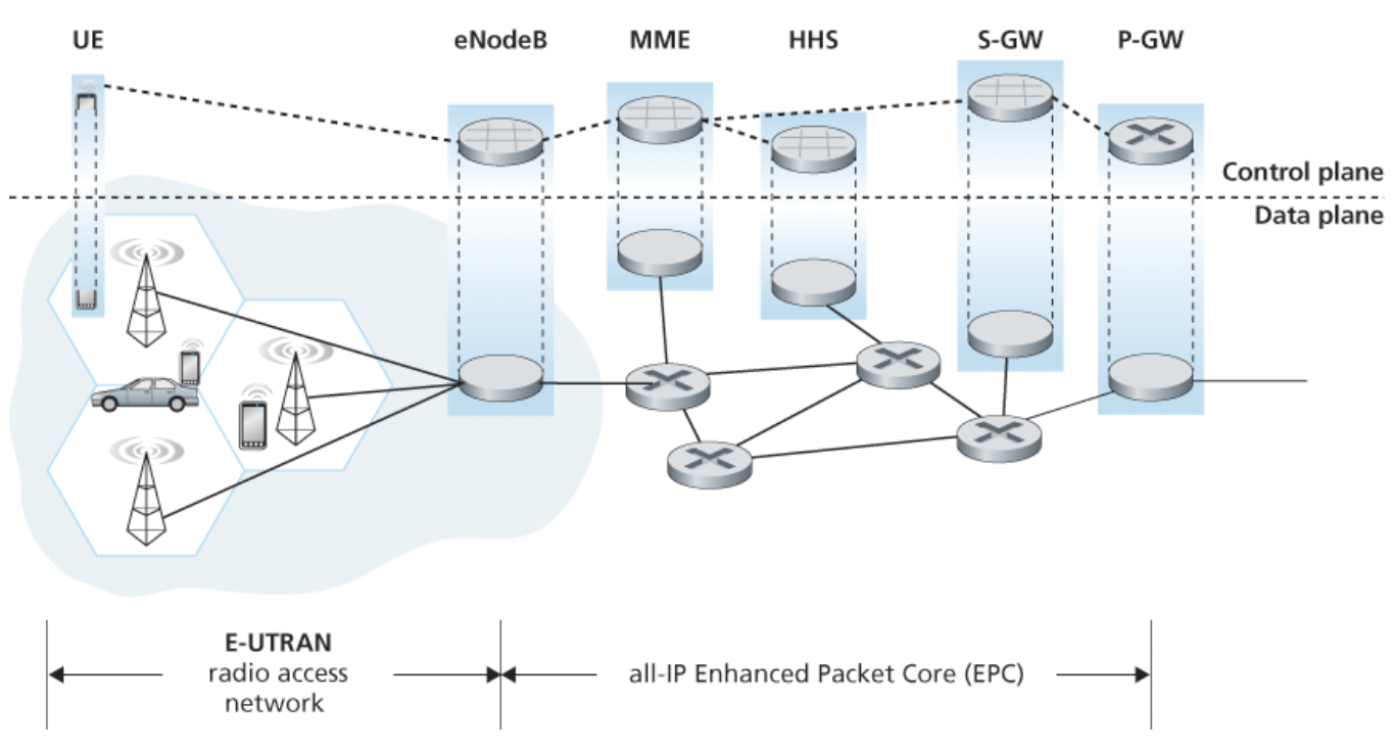 UE
eNodeB
MME
HHS
S-GW
P-GW
Control plane
Data plane
E-UTRAN
radio access
network
all-IP Enhanced Packet Core (EPC)